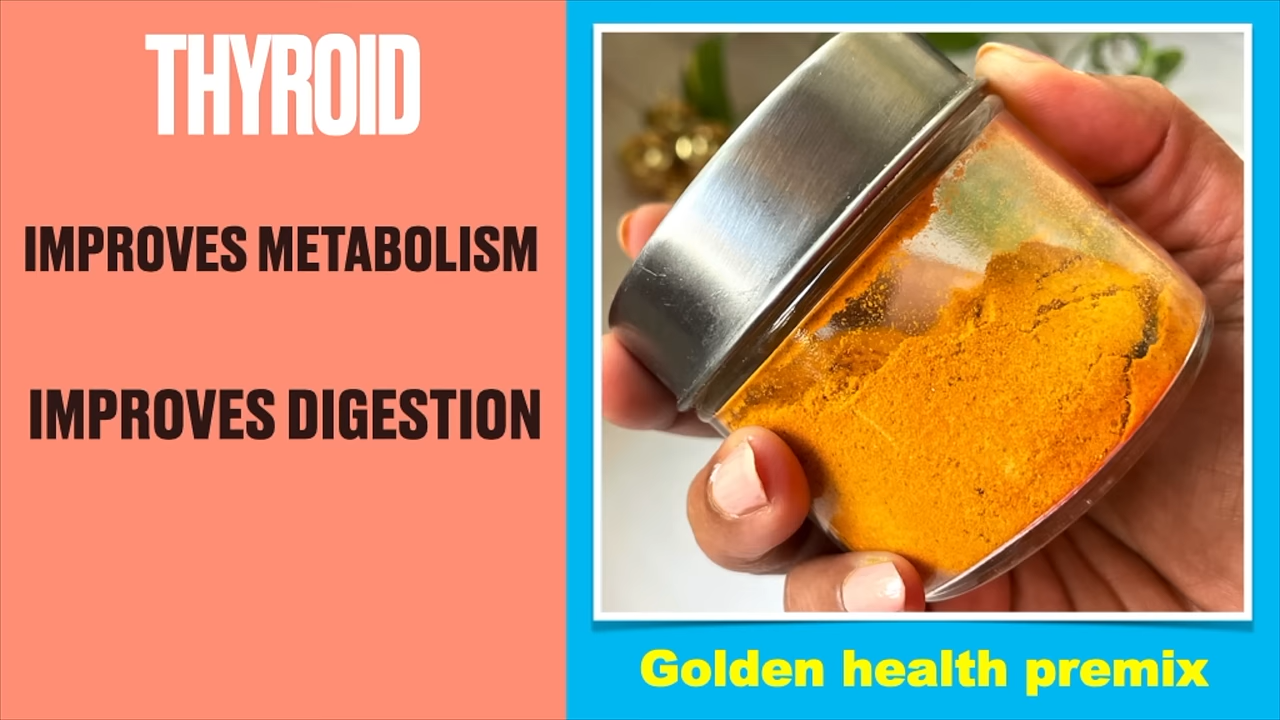 THYROID
IMPROVES METABOLISM
IMPROVES DIGESTION
Golden health premix